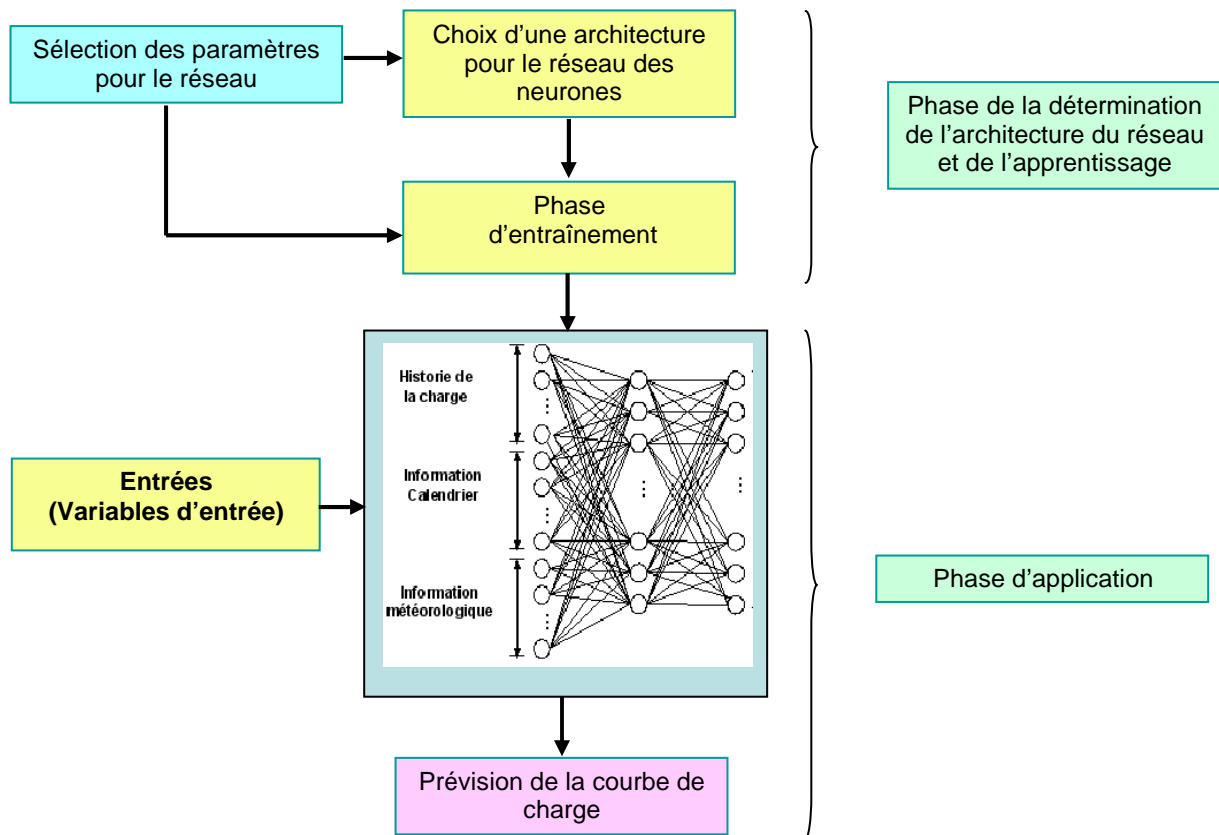 Sélection des paramètres
pour le réseau
Choix d’une architecture
pour le réseau des
neurones
Phase de la détermination
de l’architecture du réseau
et de l’apprentissage
Phase
d’entraînement
Historie de
la charge
Information
Calendrier
Information
météorologique
Entrées
(Variables d’entrée)
Phase d’application
Prévision de la courbe de
charge